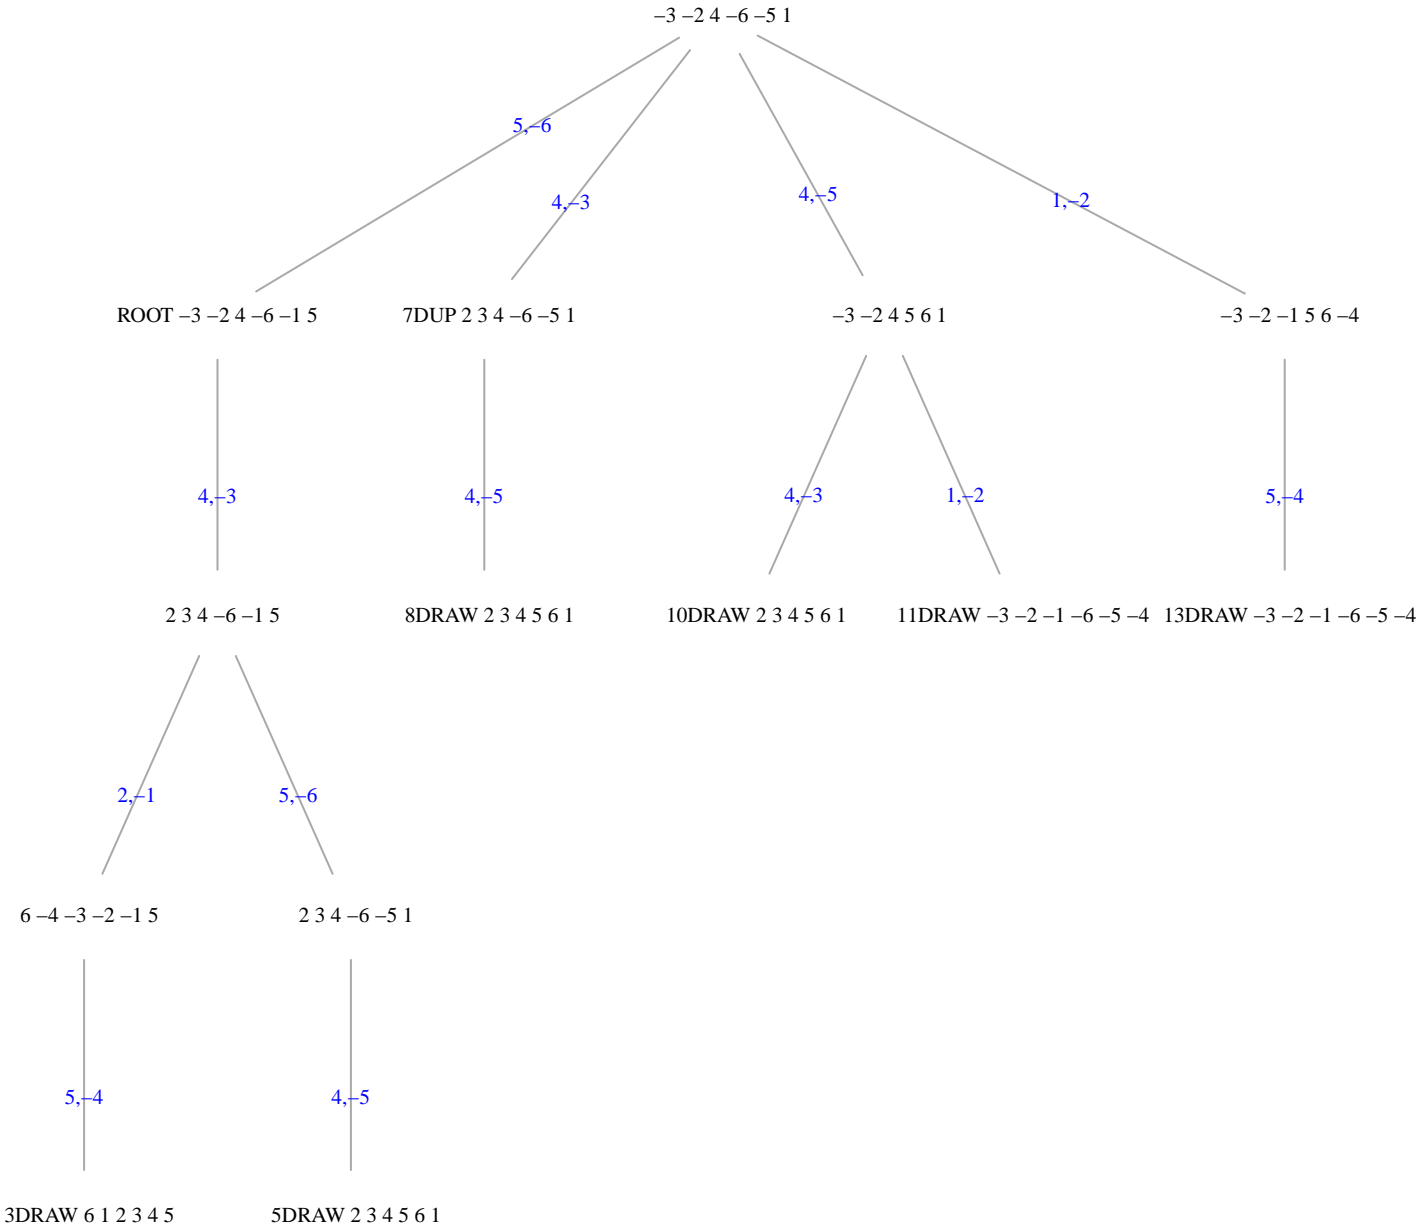 −3 −2 4 −6 −5 1
5,−6
4,−3
4,−5
1,−2
ROOT −3 −2 4 −6 −1 5
7DUP 2 3 4 −6 −5 1
−3 −2 4 5 6 1
−3 −2 −1 5 6 −4
4,−3
4,−5
4,−3
1,−2
5,−4
2 3 4 −6 −1 5
8DRAW 2 3 4 5 6 1
10DRAW 2 3 4 5 6 1
11DRAW −3 −2 −1 −6 −5 −4
13DRAW −3 −2 −1 −6 −5 −4
2,−1
5,−6
6 −4 −3 −2 −1 5
2 3 4 −6 −5 1
5,−4
4,−5
3DRAW 6 1 2 3 4 5
5DRAW 2 3 4 5 6 1